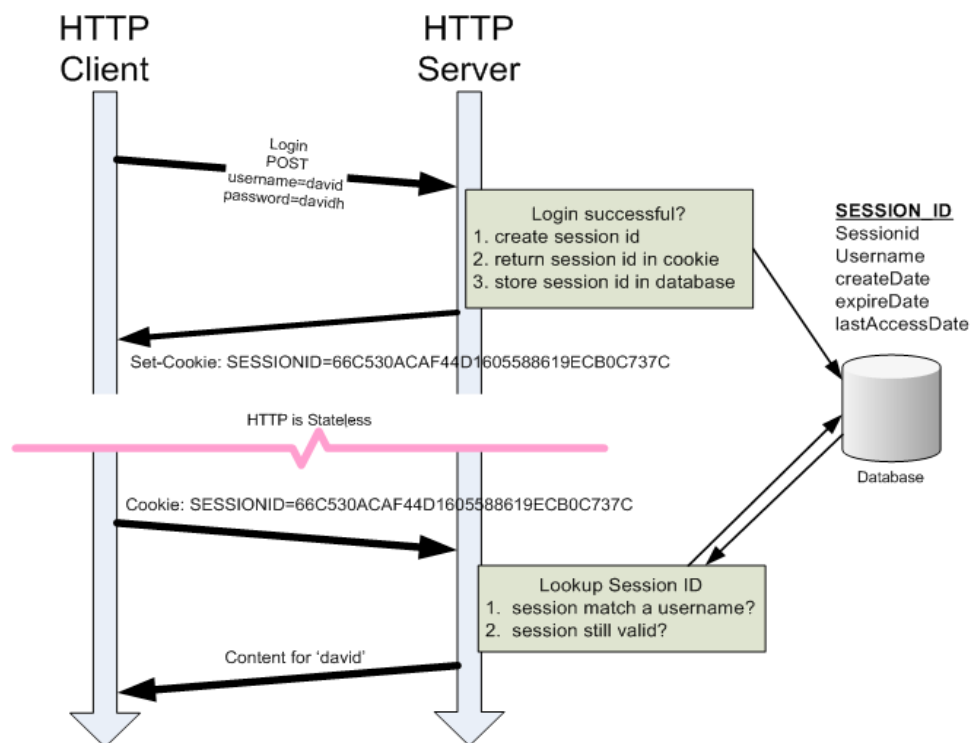 HTTP
Client
HTTP
Server
Login
POST
username=david
password=davidh
Login successful?
1. create session id
2. return session id in cookie
3. store session id in database
SESSION_ID
Sessionid
Username
createDate
expireDate
lastAccessDate
Set-Cookie: SESSIONID=66C530ACAF44D1605588619ECB0C737C
HTTP is Stateless
Database
Cookie: SESSIONID=66C530ACAF44D1605588619ECB0C737C
Lookup Session ID
1. session match a username?
2. session still valid?
Content for ‘david’